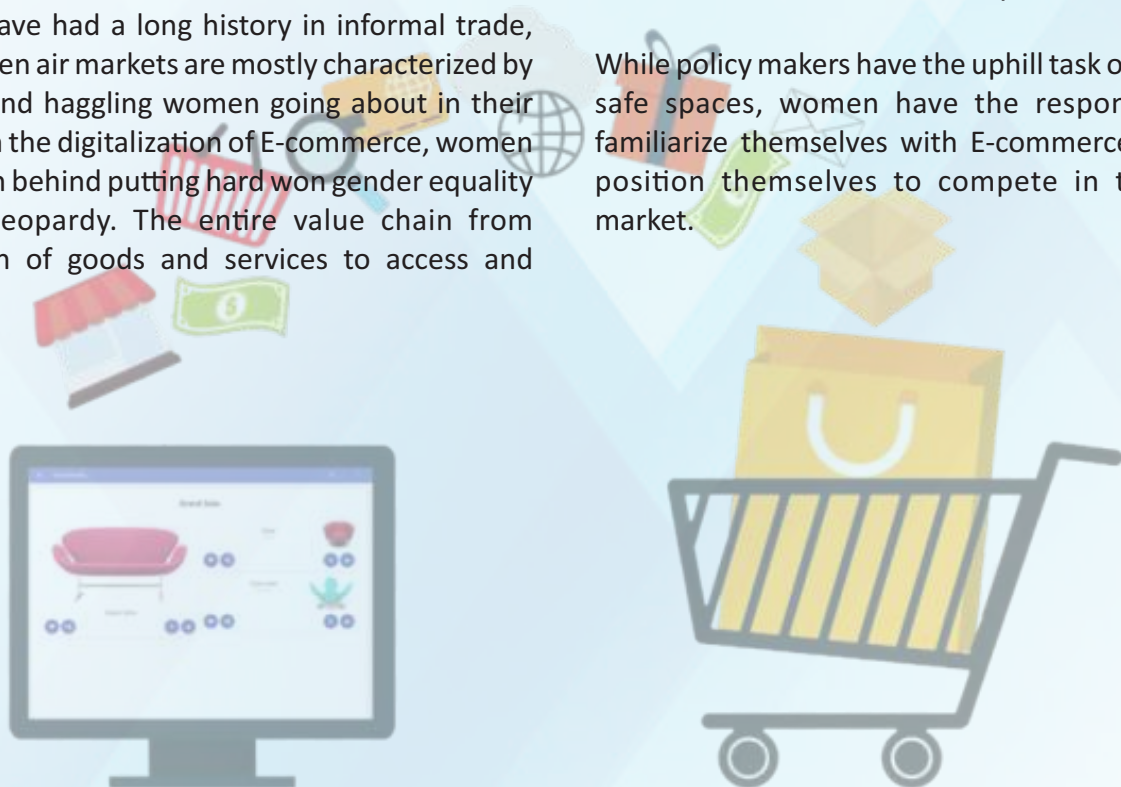 ave had a long history in informal trade,
en air markets are mostly characterized by
nd haggling women going about in their
the digitalization of E-commerce, women
behind putting hard won gender equality
eopardy. The entire value chain from
of goods and services to access and
While policy makers have the uphill task o
safe spaces, women have the respon
familiarize themselves with E-commerce
position themselves to compete in t
market.